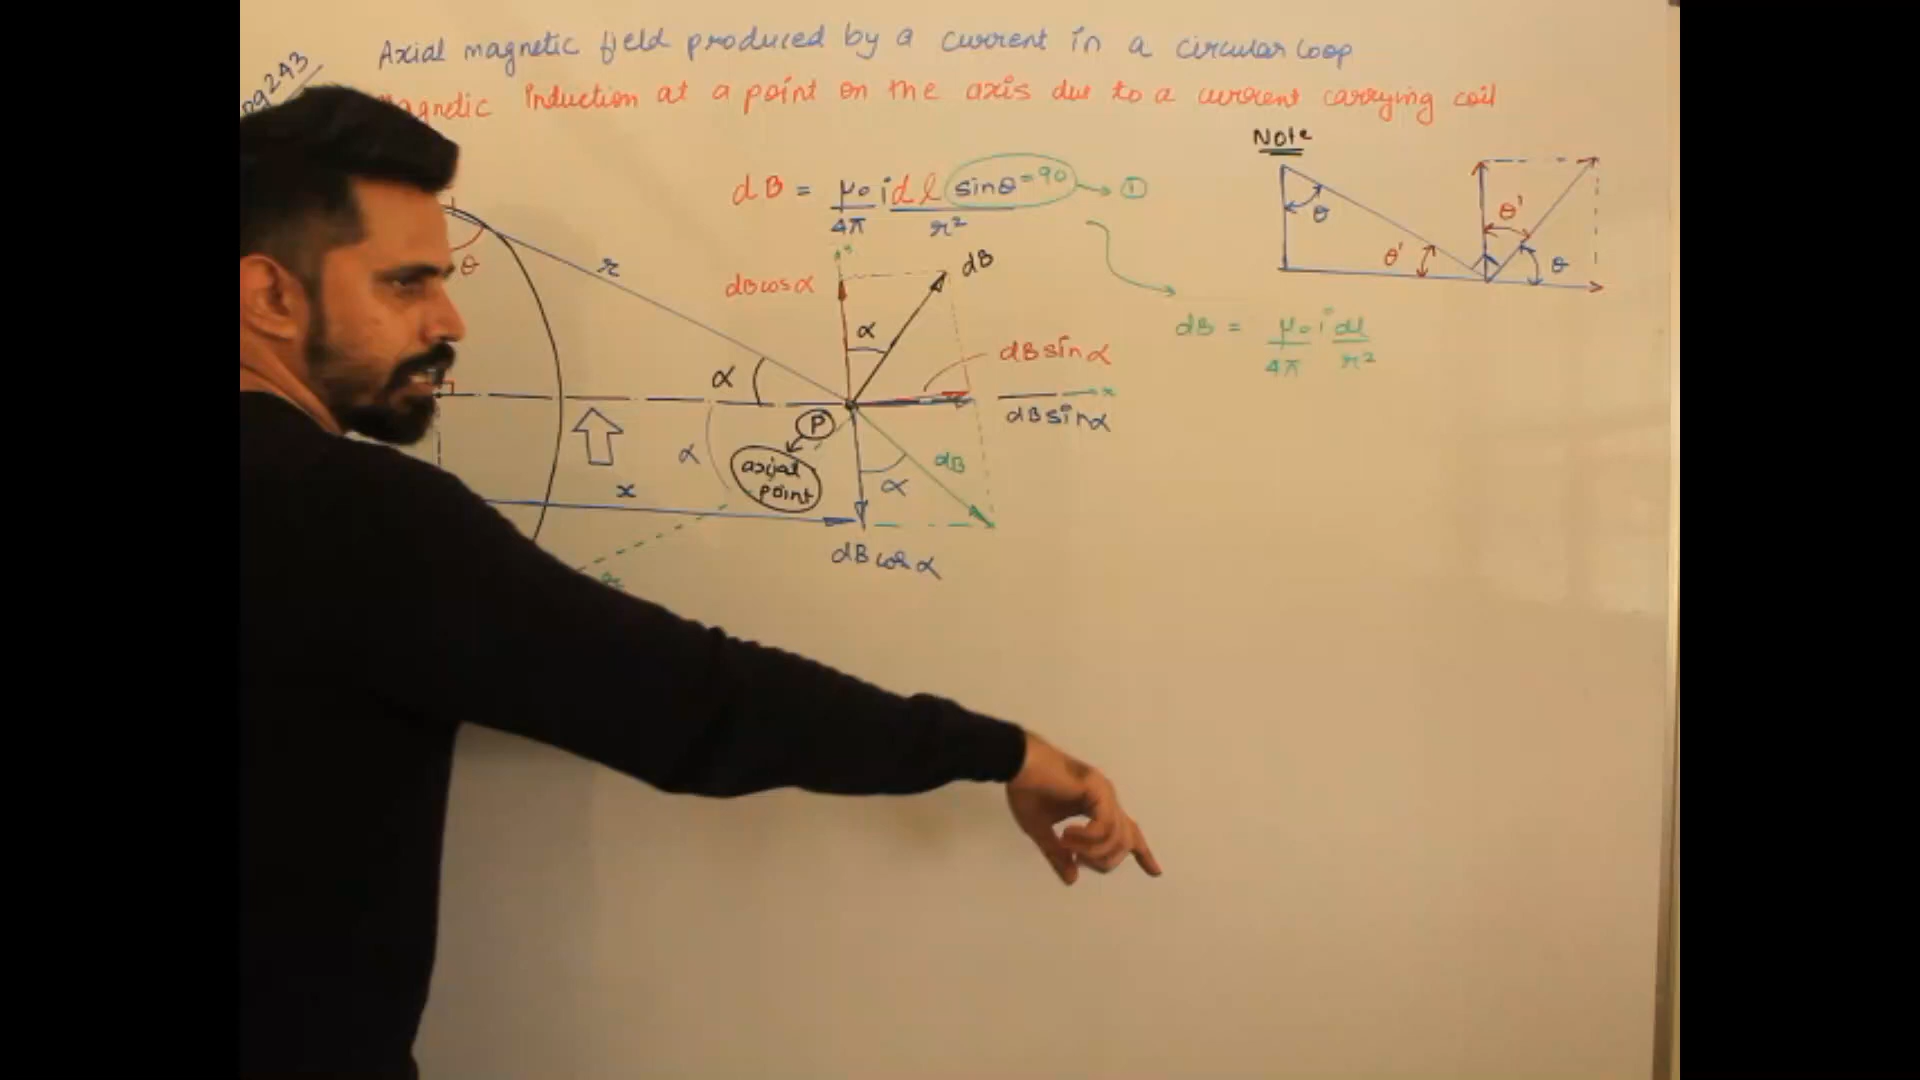 Axial magnetic field produced by a current in a circular loop
Induction at a point on the axis due to a current carrying coil
Note
dB = μ₀ i dl sinθ=90 → ①
4π r²
θ
θ'
θ'
θ
θ
r
dB
dBcosα
α
dB = μ₀ i dl
4π r²
dBsinα
α
x
dBsinα
P
α
axial
point
dB
α
x
dBcosα